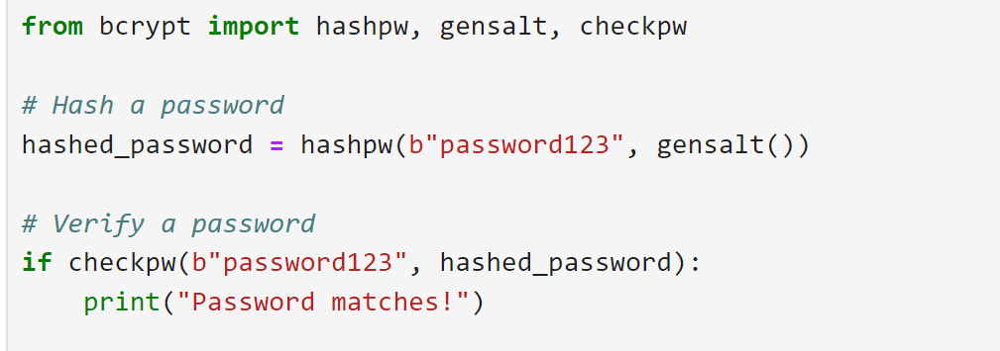 from bcrypt import hashpw, gensalt, checkpw
# Hash a password
hashed_password = hashpw(b"password123", gensalt())
# Verify a password
if checkpw(b"password123", hashed_password):
    print("Password matches!")